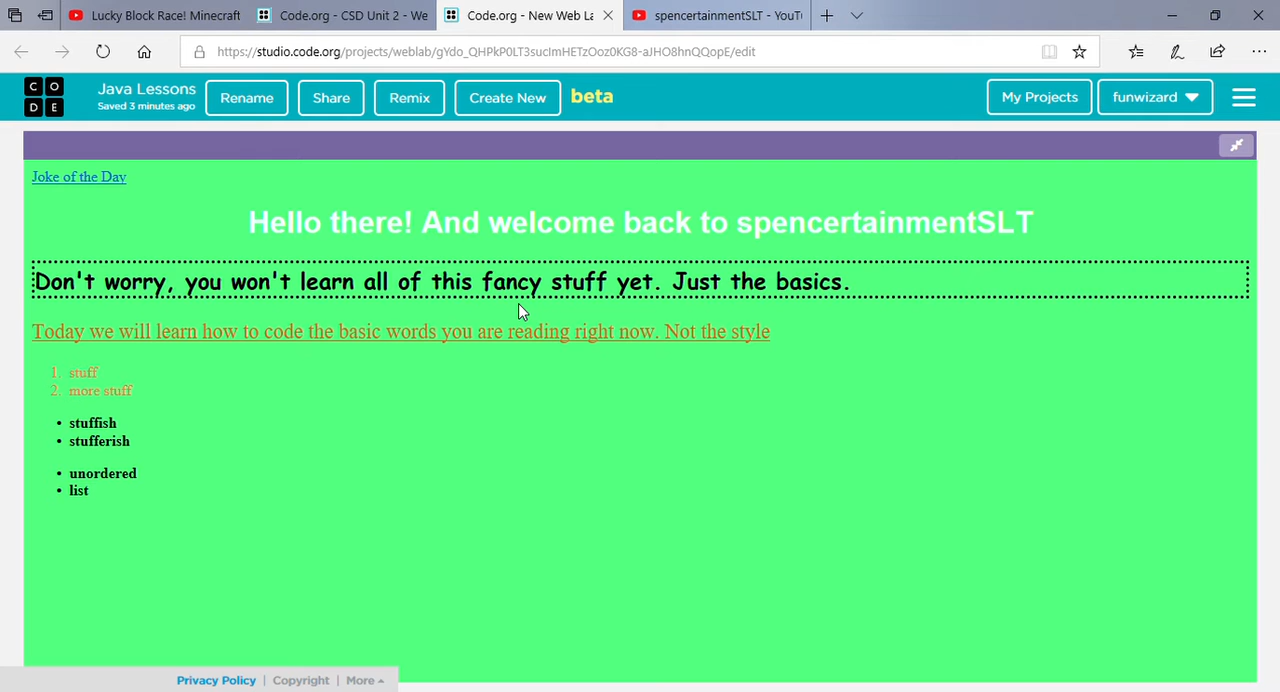 Lucky Block Race! Minecraft
Code.org - CSD Unit 2 - We
Code.org - New Web La
spencertainmentSLT - YouT
https://studio.code.org/projects/weblab/gYdo_QHPkP0LT3sucImHETzOoz0KG8-aJHO8hnQQopE/edit
CODE
Java Lessons
Saved 3 minutes ago
Rename
Share
Remix
Create New
beta
My Projects
funwizard
Joke of the Day
Hello there! And welcome back to spencertainmentSLT
Don't worry, you won't learn all of this fancy stuff yet. Just the basics.
Today we will learn how to code the basic words you are reading right now. Not the style
1. stuff
2. more stuff
• stuffish
• stufferish
• unordered
• list
Privacy Policy | Copyright | More